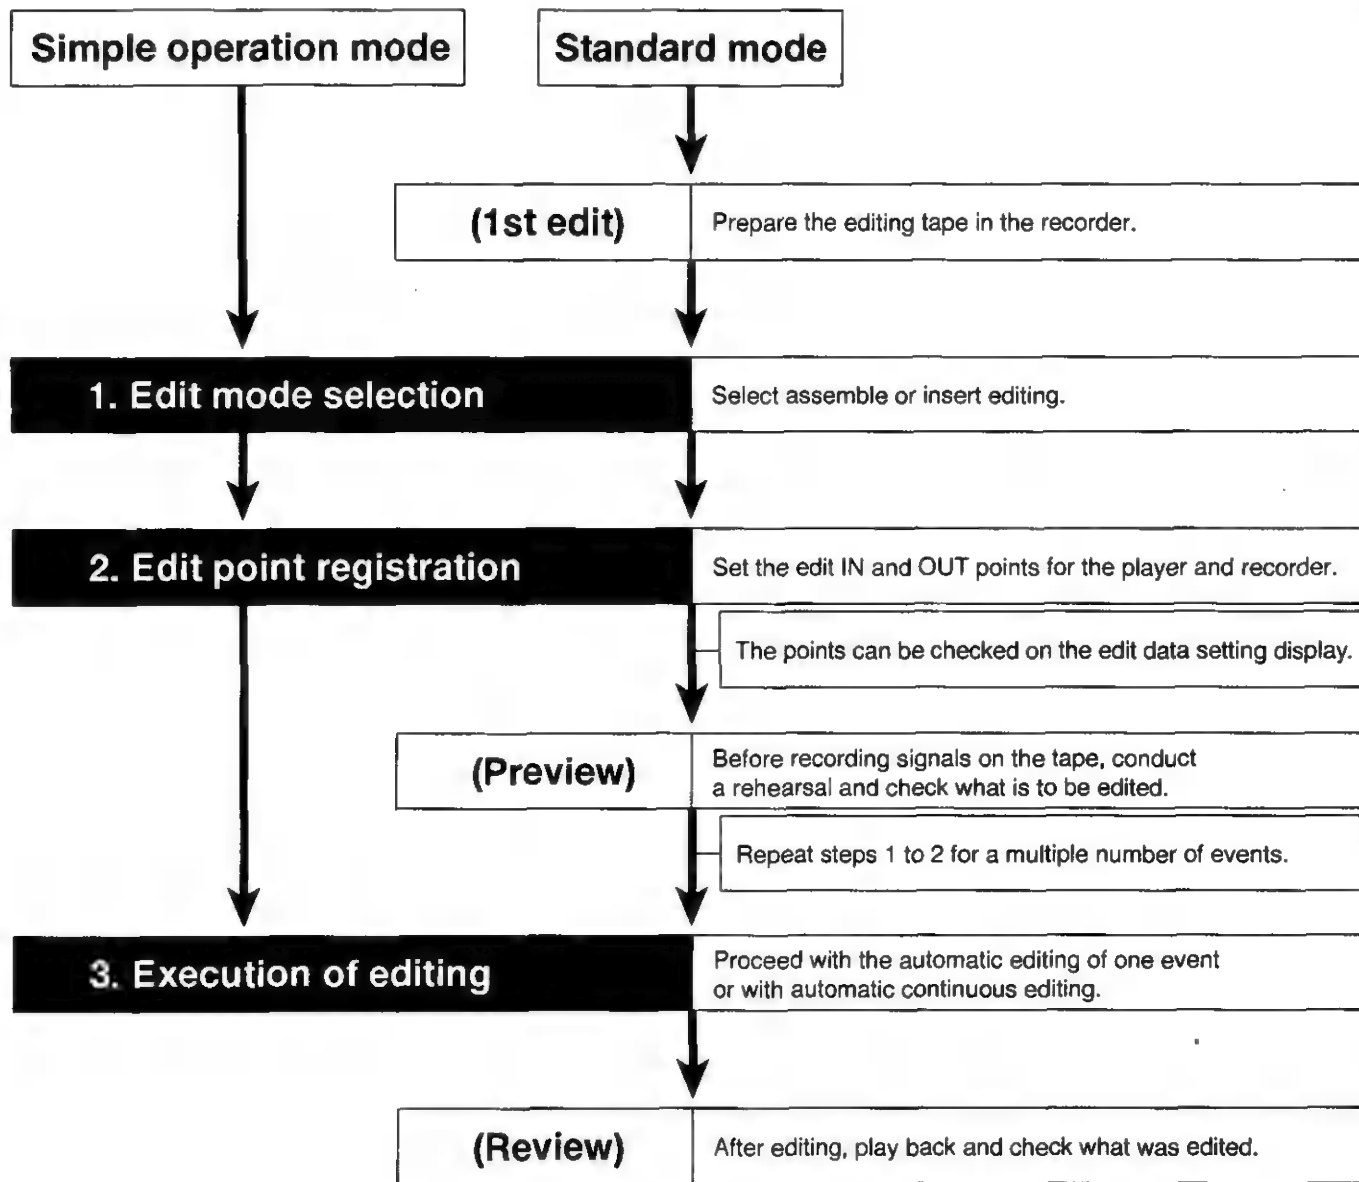 Simple operation mode
Standard mode
(1st edit)
Prepare the editing tape in the recorder.
1. Edit mode selection
Select assemble or insert editing.
2. Edit point registration
Set the edit IN and OUT points for the player and recorder.
The points can be checked on the edit data setting display.
(Preview)
Before recording signals on the tape, conduct
a rehearsal and check what is to be edited.
Repeat steps 1 to 2 for a multiple number of events.
3. Execution of editing
Proceed with the automatic editing of one event
or with automatic continuous editing.
(Review)
After editing, play back and check what was edited.